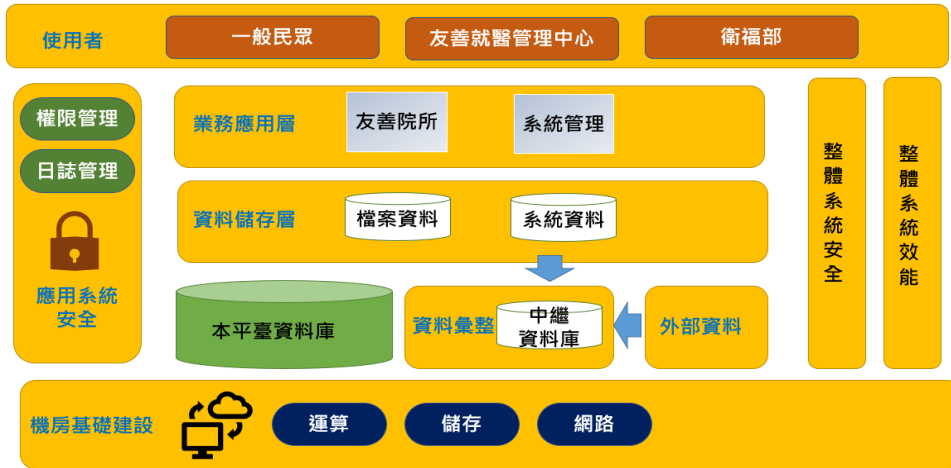 使用者
一般民眾
友善就醫管理中心
衛福部
權限管理
日誌管理
應用系統
安全
業務應用層
友善院所
系統管理
資料儲存層
檔案資料
系統資料
本平臺資料庫
資料彙整
中繼
資料庫
外部資料
整體系統安全
整體系統效能
機房基礎建設
運算
儲存
網路